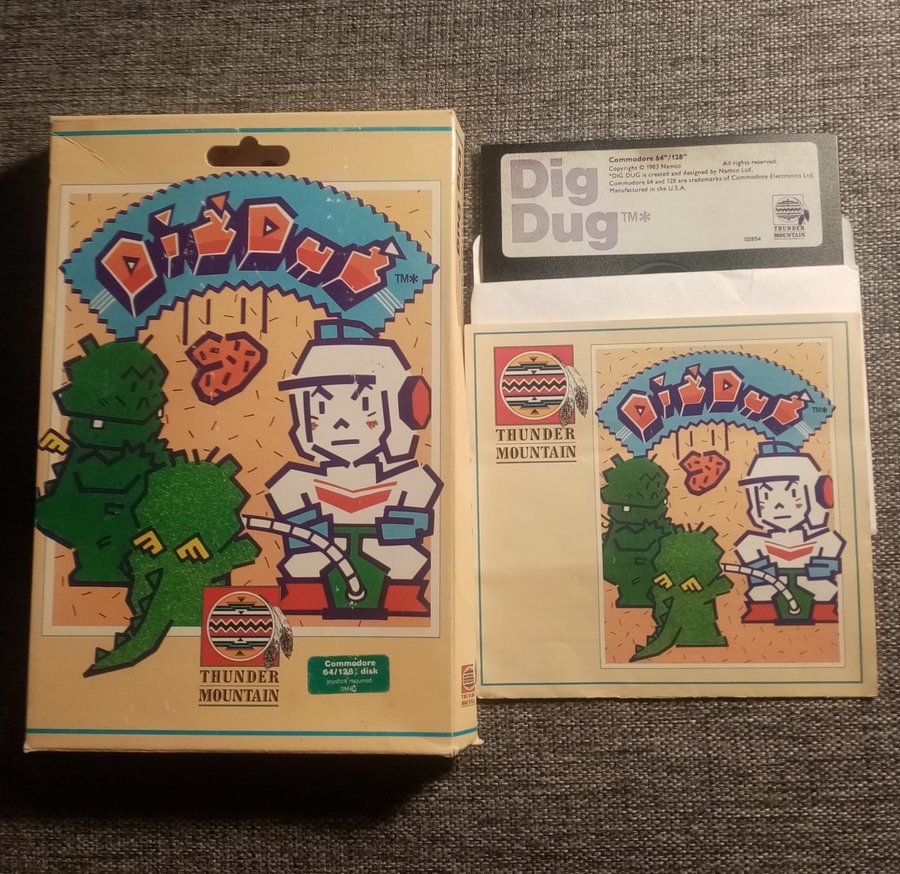 Dig Dug TM*
THUNDER
MOUNTAIN
Commodore
64/128 disk
joystick required
Dig
Dug TM*
Commodore 64™/128™
Copyright © 1983 Namco All rights reserved.
*DIG DUG is created and designed by Namco Ltd.
Commodore 64 and 128 are trademarks of Commodore Electronics Ltd.
Manufactured in the U.S.A.
THUNDER
MOUNTAIN
02854
THUNDER
MOUNTAIN
Dig Dug TM*